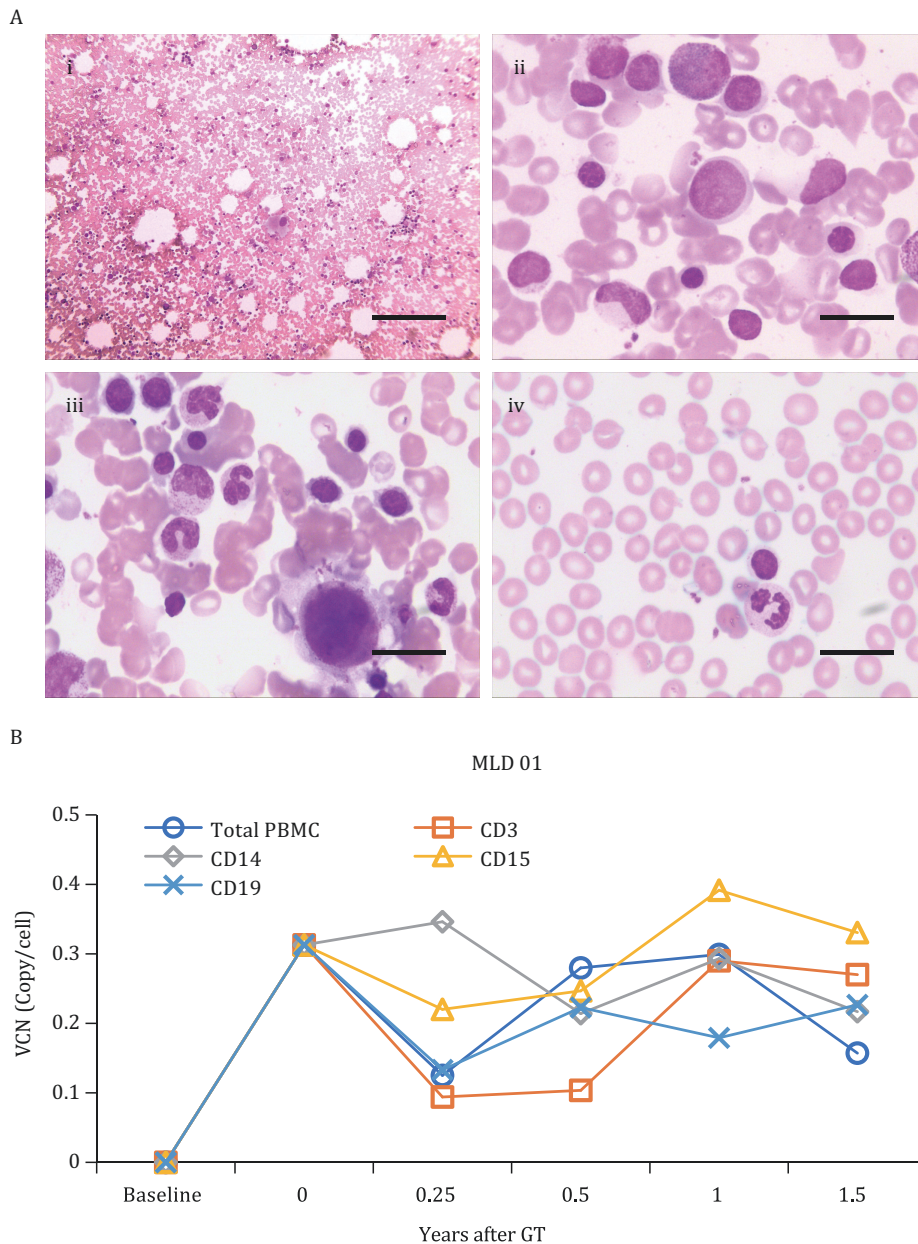 A
i
ii
iii
iv
B
MLD 01
0.5
0.4
0.3
0.2
0.1
0
VCN (Copy/cell)
Total PBMC
CD3
CD14
CD15
CD19
Baseline 0 0.25 0.5 1 1.5
Years after GT